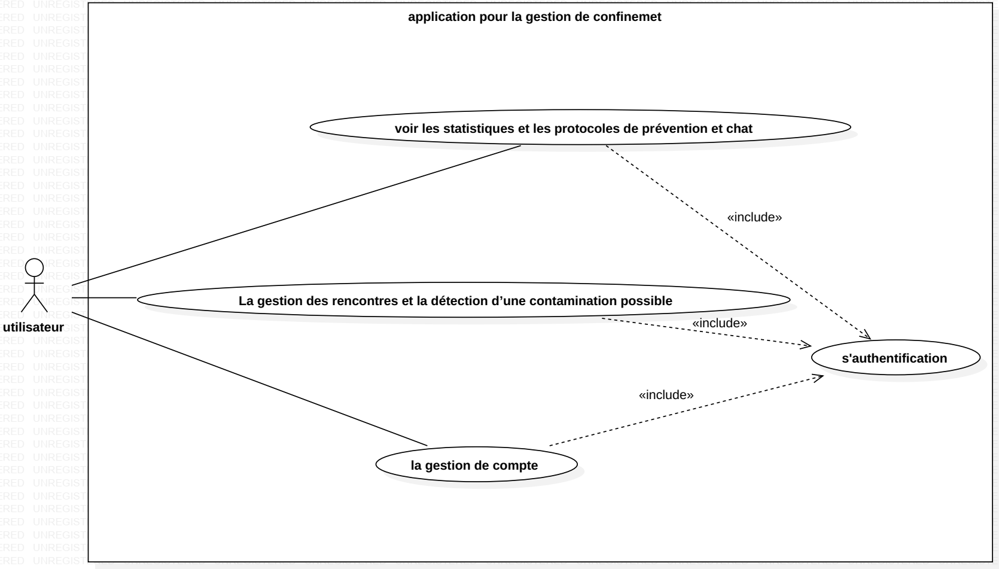 application pour la gestion de confinemet
voir les statistiques et les protocoles de prévention et chat
«include»
La gestion des rencontres et la détection d’une contamination possible
«include»
utilisateur
s'authentification
«include»
la gestion de compte